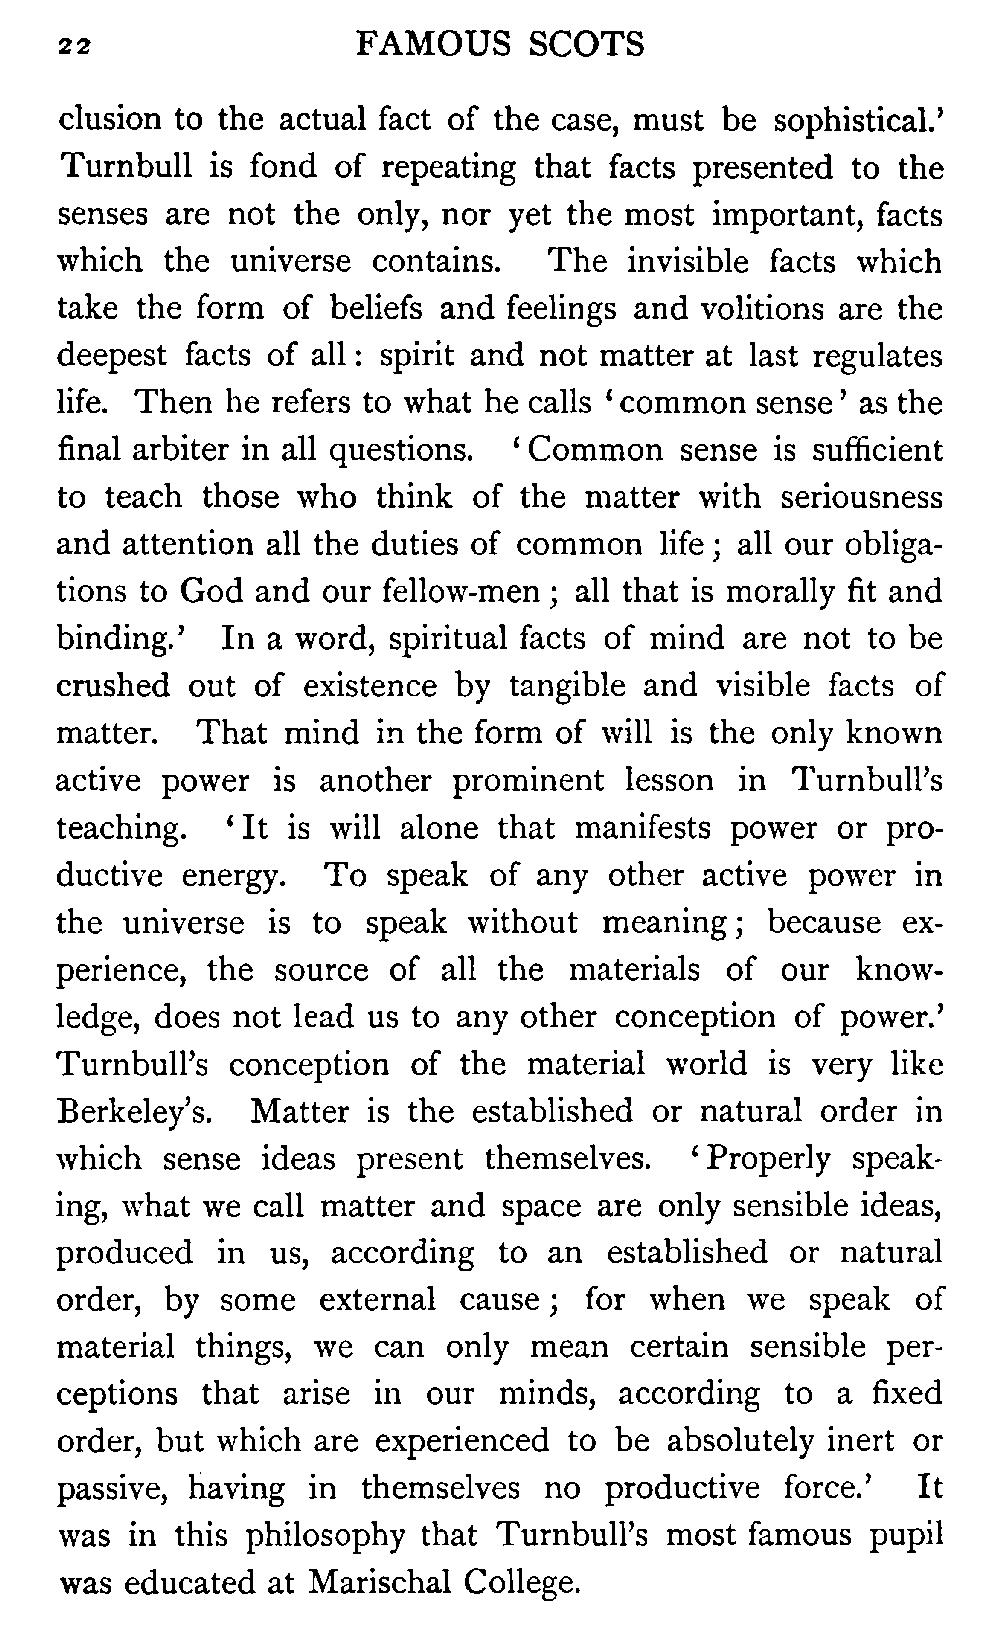 22 FAMOUS SCOTS
clusion to the actual fact of the case, must be sophistical.’
Turnbull is fond of repeating that facts presented to the
senses are not the only, nor yet the most important, facts
which the universe contains. The invisible facts which
take the form of beliefs and feelings and volitions are the
deepest facts of all : spirit and not matter at last regulates
life. Then he refers to what he calls ‘ common sense ’ as the
final arbiter in all questions. ‘ Common sense is sufficient
to teach those who think of the matter with seriousness
and attention all the duties of common life ; all our obliga-
tions to God and our fellow-men ; all that is morally fit and
binding.’ In a word, spiritual facts of mind are not to be
crushed out of existence by tangible and visible facts of
matter. That mind in the form of will is the only known
active power is another prominent lesson in Turnbull’s
teaching. ‘ It is will alone that manifests power or pro-
ductive energy. To speak of any other active power in
the universe is to speak without meaning ; because ex-
perience, the source of all the materials of our know-
ledge, does not lead us to any other conception of power.’
Turnbull’s conception of the material world is very like
Berkeley’s. Matter is the established or natural order in
which sense ideas present themselves. ‘ Properly speak-
ing, what we call matter and space are only sensible ideas,
produced in us, according to an established or natural
order, by some external cause ; for when we speak of
material things, we can only mean certain sensible per-
ceptions that arise in our minds, according to a fixed
order, but which are experienced to be absolutely inert or
passive, having in themselves no productive force.’ It
was in this philosophy that Turnbull’s most famous pupil
was educated at Marischal College.